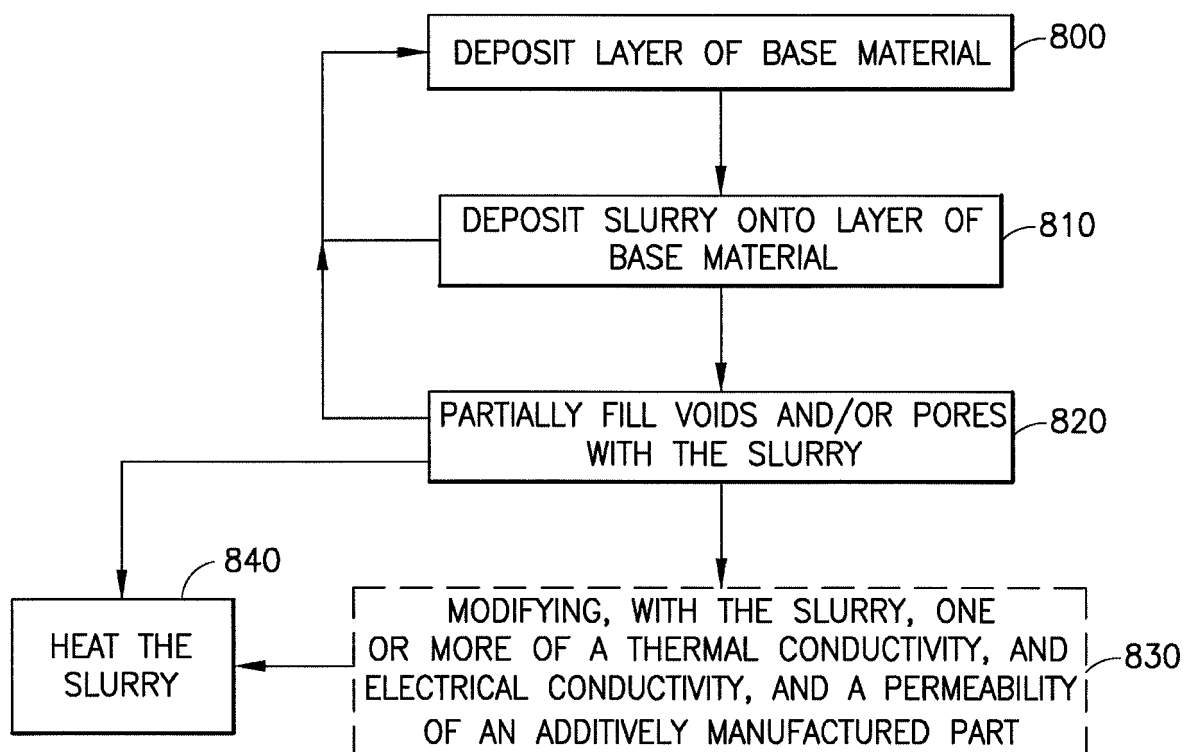 DEPOSIT LAYER OF BASE MATERIAL
800
DEPOSIT SLURRY ONTO LAYER OF
BASE MATERIAL
810
PARTIALLY FILL VOIDS AND/OR PORES
WITH THE SLURRY
820
840
HEAT THE
SLURRY
MODIFYING, WITH THE SLURRY, ONE
OR MORE OF A THERMAL CONDUCTIVITY, AND
ELECTRICAL CONDUCTIVITY, AND A PERMEABILITY
OF AN ADDITIVELY MANUFACTURED PART
830